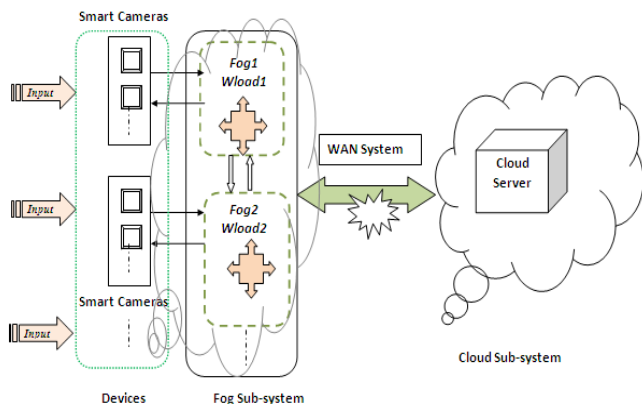 Smart Cameras
Input
Fog1
Wload1
WAN System
Cloud
Server
Input
Fog2
Wload2
Smart Cameras
Input
Cloud Sub-system
Devices
Fog Sub-system